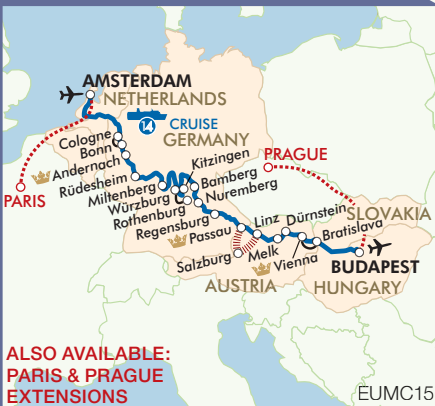 AMSTERDAM
NETHERLANDS
14
CRUISE
GERMANY
Cologne
Bonn
Andernach
Kitzingen
PRAGUE
PARIS
Rüdesheim
Bamberg
Miltenberg
Nuremberg
Würzburg
Rothenburg
Regensburg
Passau
Linz
Dürnstein
SLOVAKIA
Bratislava
Salzburg
Melk
Vienna
BUDAPEST
AUSTRIA
HUNGARY
ALSO AVAILABLE:
PARIS & PRAGUE
EXTENSIONS
EUMC15